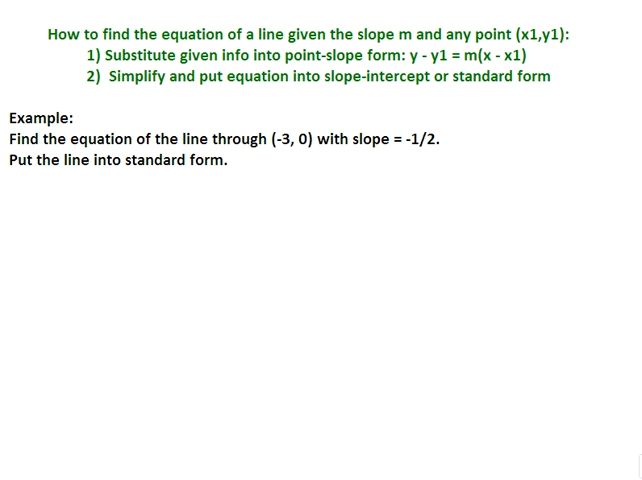 How to find the equation of a line given the slope m and any point (x1,y1):
1) Substitute given info into point-slope form: y - y1 = m(x - x1)
2) Simplify and put equation into slope-intercept or standard form
Example:
Find the equation of the line through (-3, 0) with slope = -1/2.
Put the line into standard form.